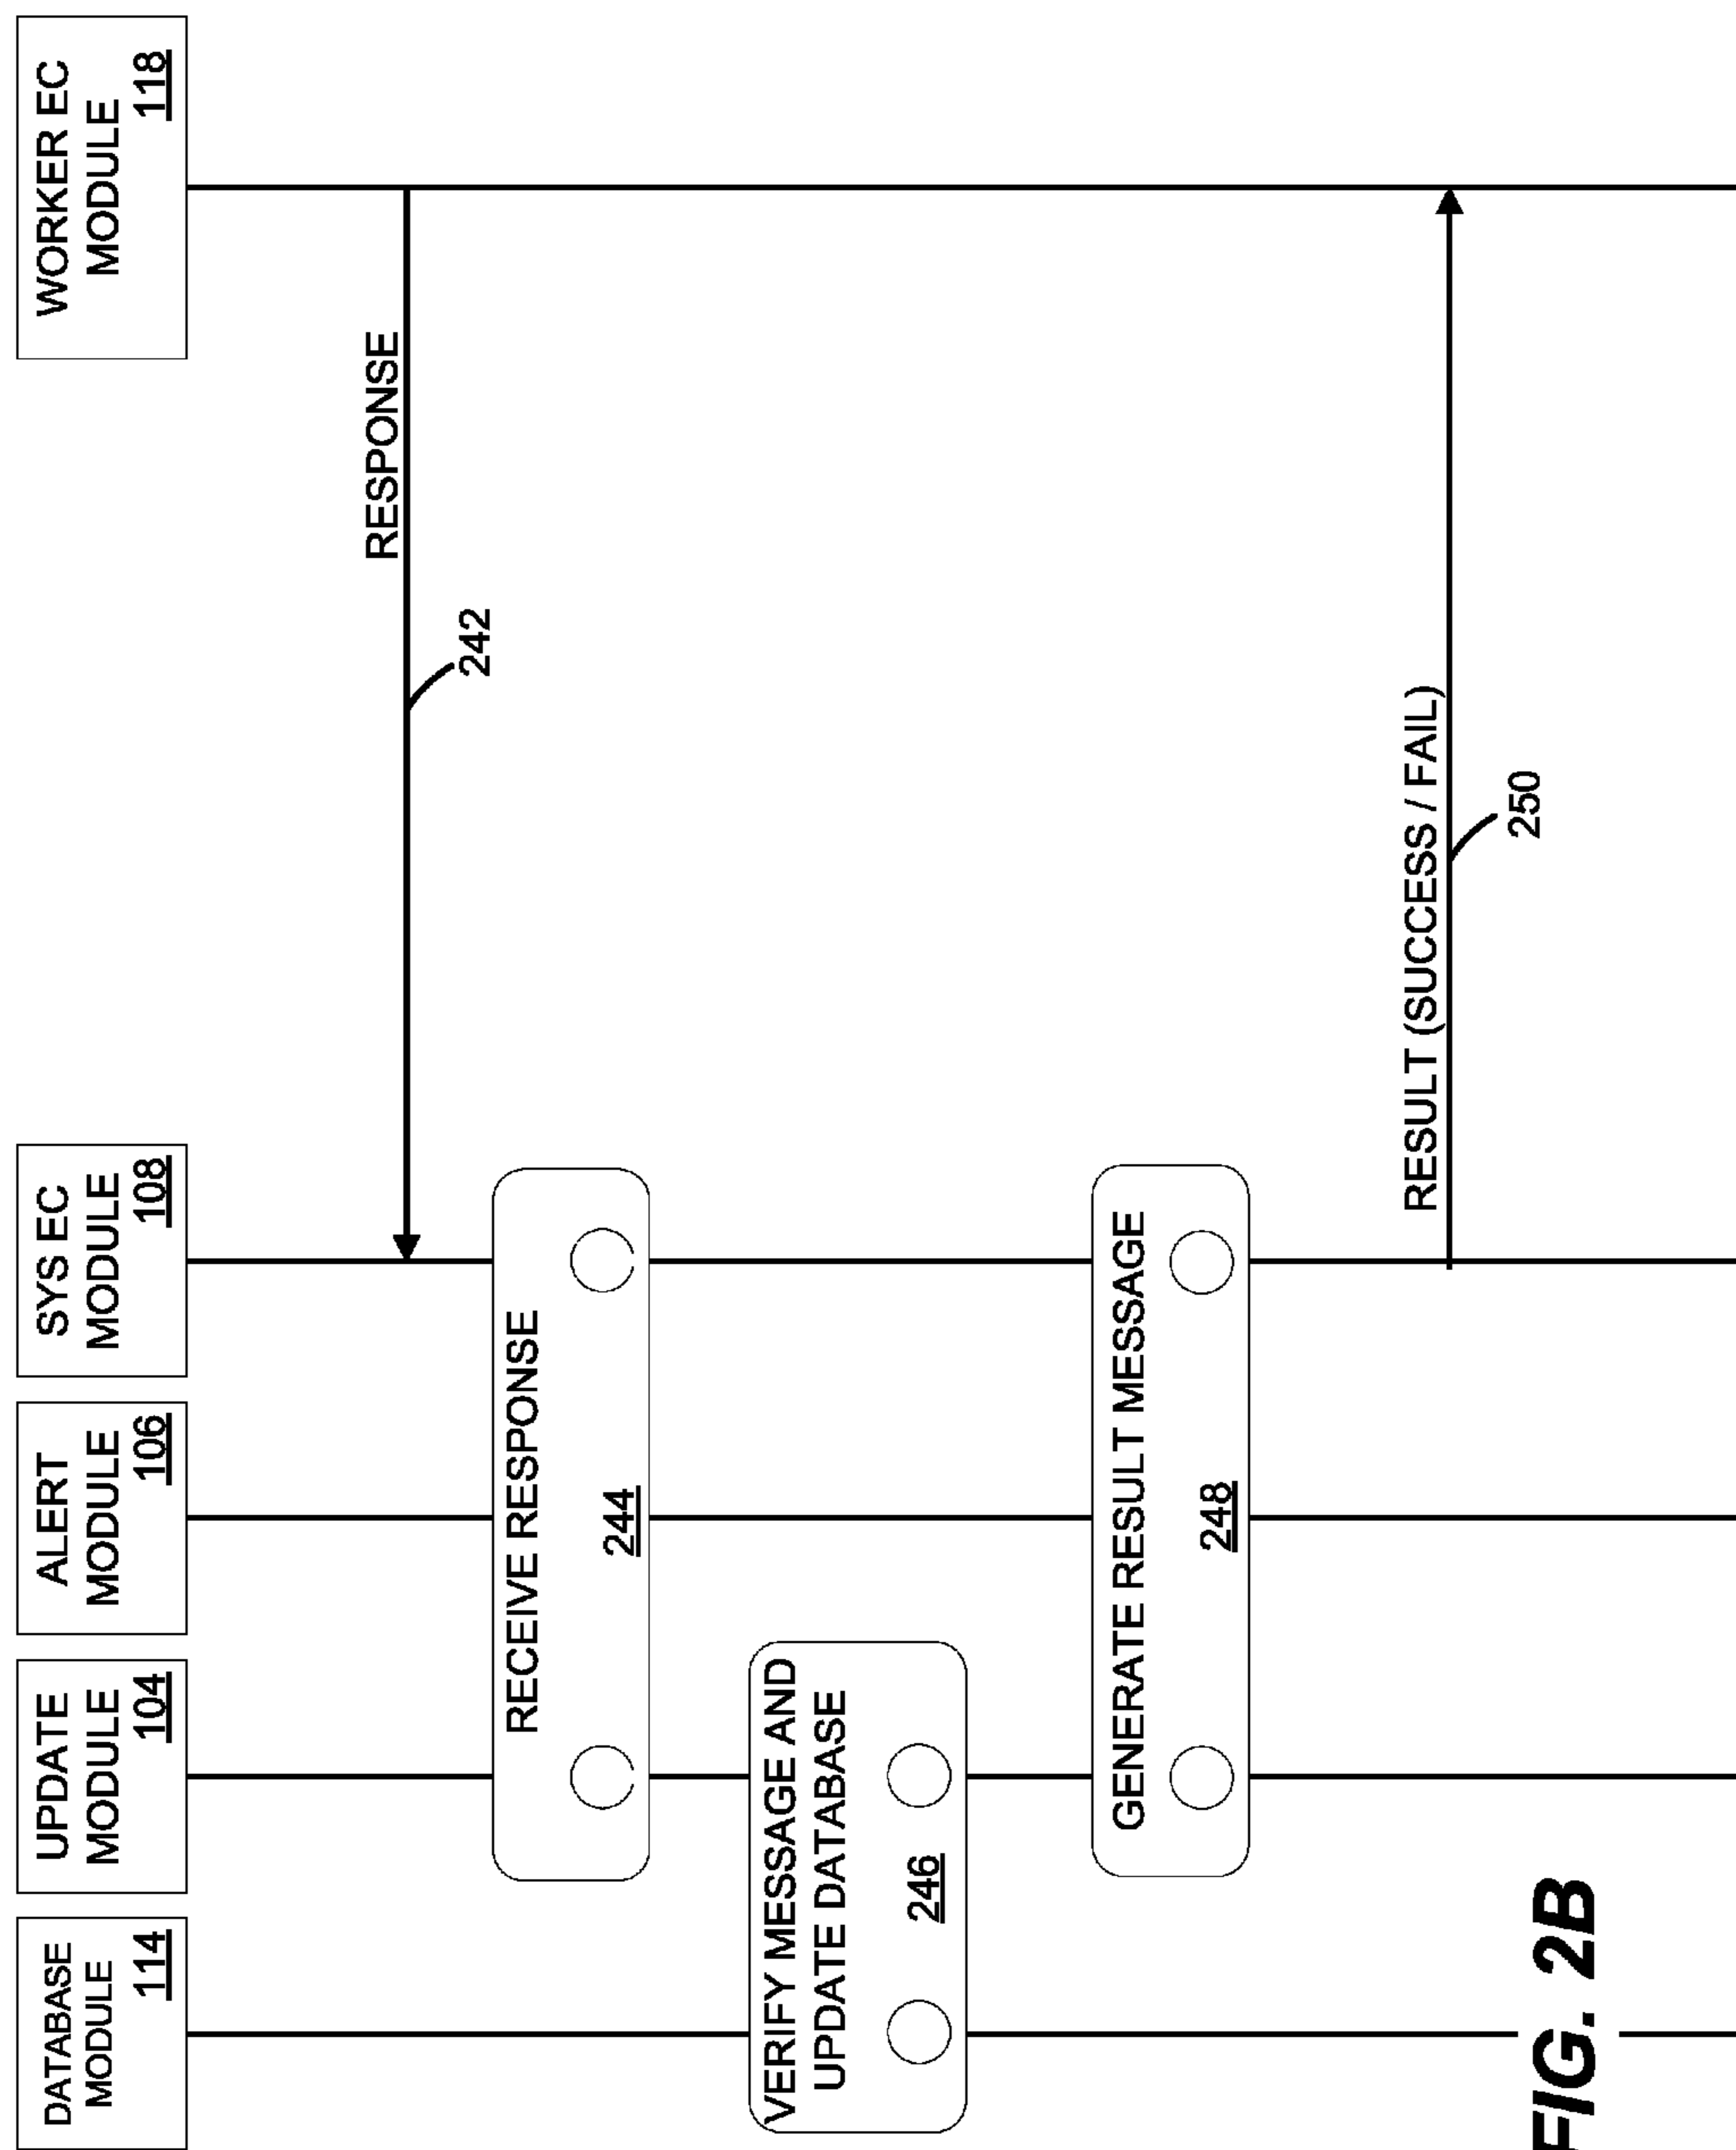 DATABASE
MODULE
114
UPDATE
MODULE
104
ALERT
MODULE
106
SYS EC
MODULE
108
WORKER EC
MODULE
118
RESPONSE
242
RECEIVE RESPONSE
244
VERIFY MESSAGE AND
UPDATE DATABASE
246
GENERATE RESULT MESSAGE
248
RESULT (SUCCESS / FAIL)
250
FIG. 2B